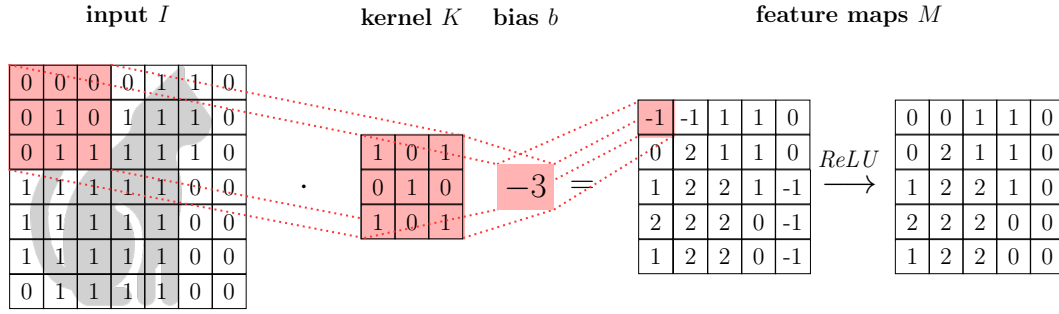 input I kernel K bias b feature maps M
0 0 0 0 1 1 0
0 1 0 1 1 1 0 -1 -1 1 1 0 0 0 1 1 0
0 1 1 1 1 1 0 1 0 1 0 2 1 1 0 ReLU 0 2 1 1 0
1 1 1 1 1 0 0 · 0 1 0 −3 = 1 2 2 1 -1 ⟶ 1 2 2 1 0
1 1 1 1 1 0 0 1 0 1 2 2 2 0 -1 2 2 2 0 0
1 1 1 1 1 0 0 1 2 2 0 -1 1 2 2 0 0
0 1 1 1 1 0 0